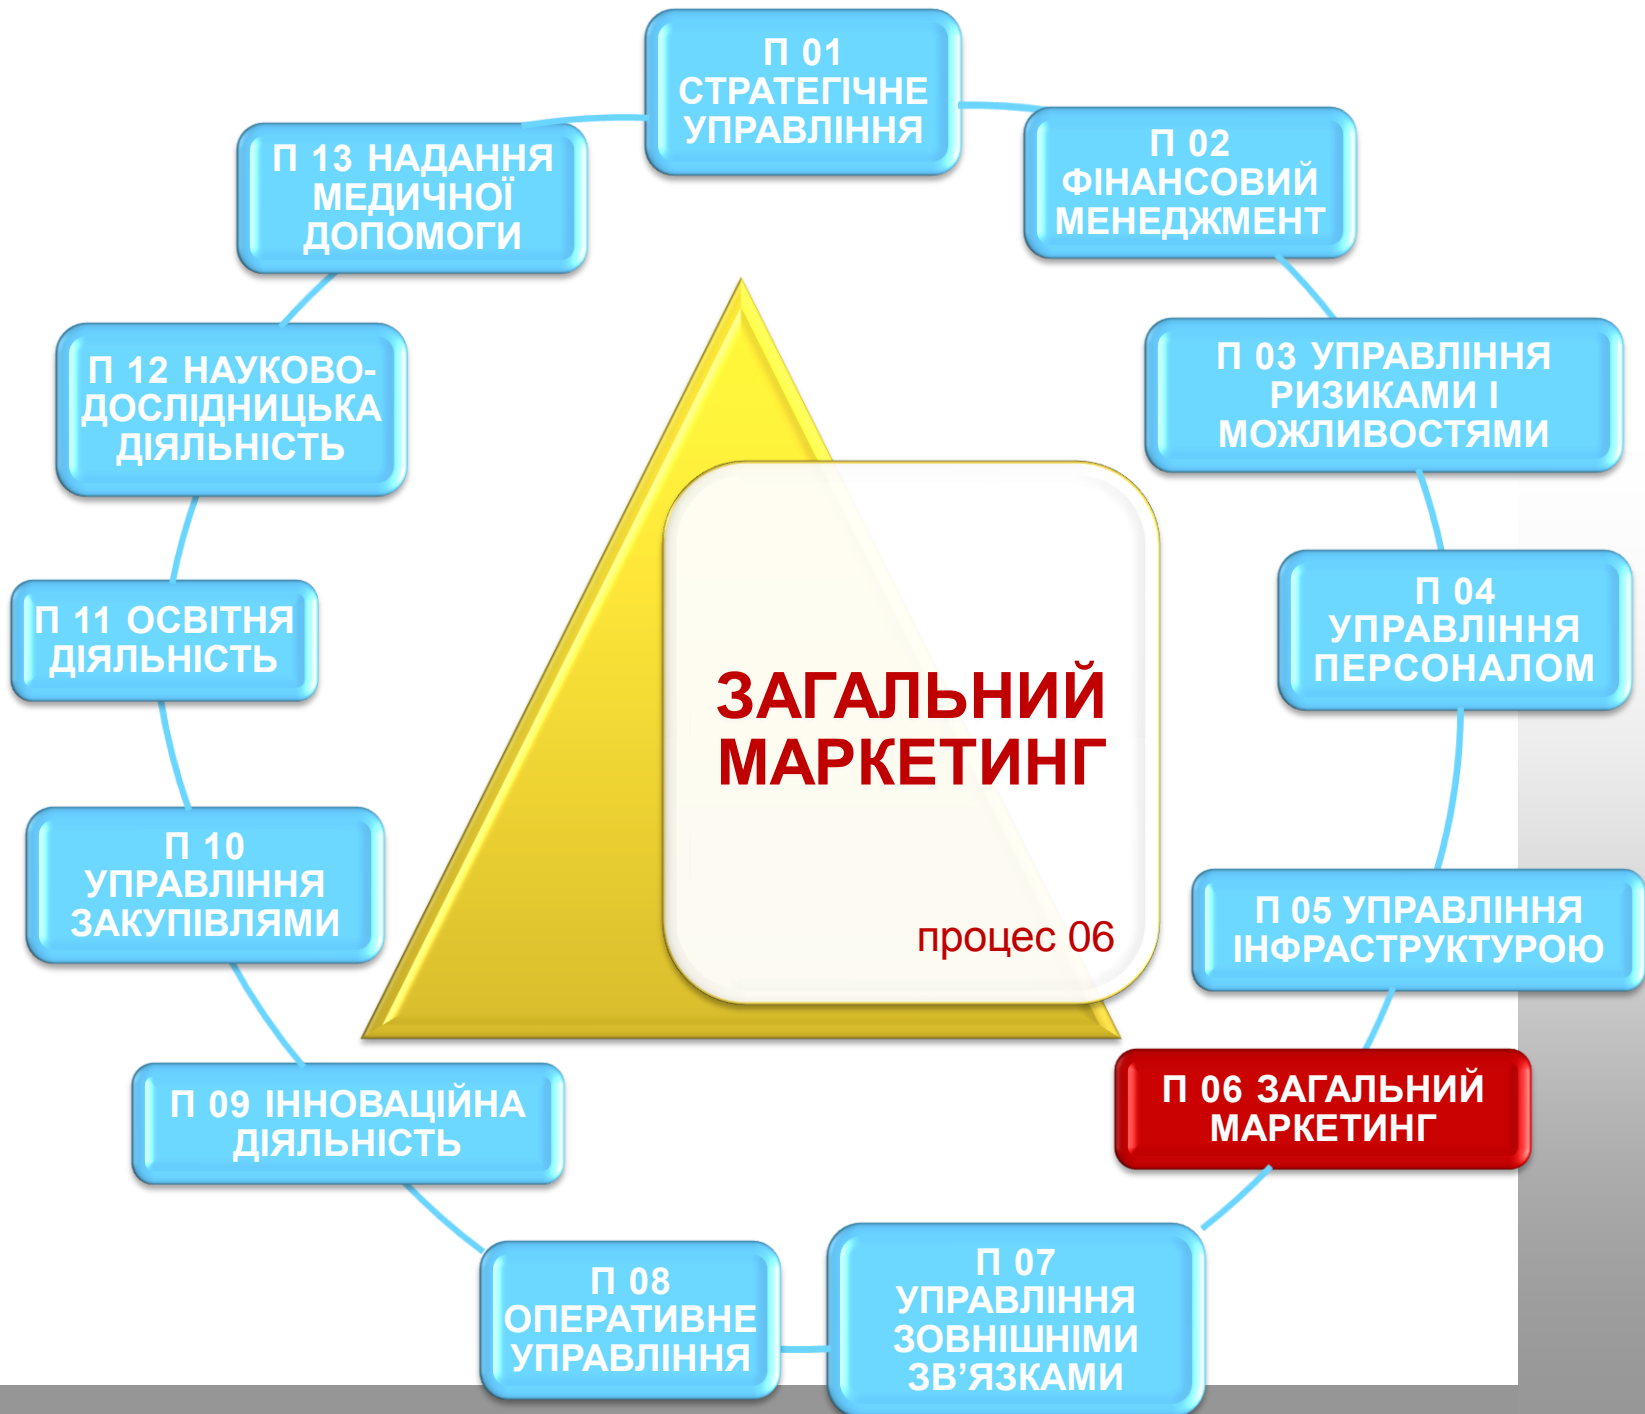 П 01
СТРАТЕГІЧНЕ
УПРАВЛІННЯ
П 02
ФІНАНСОВИЙ
МЕНЕДЖМЕНТ
П 03 УПРАВЛІННЯ
РИЗИКАМИ І
МОЖЛИВОСТЯМИ
П 04
УПРАВЛІННЯ
ПЕРСОНАЛОМ
П 05 УПРАВЛІННЯ
ІНФРАСТРУКТУРОЮ
П 06 ЗАГАЛЬНИЙ
МАРКЕТИНГ
П 07
УПРАВЛІННЯ
ЗОВНІШНІМИ
ЗВ’ЯЗКАМИ
П 08
ОПЕРАТИВНЕ
УПРАВЛІННЯ
П 09 ІННОВАЦІЙНА
ДІЯЛЬНІСТЬ
П 10
УПРАВЛІННЯ
ЗАКУПІВЛЯМИ
П 11 ОСВІТНЯ
ДІЯЛЬНІСТЬ
П 12 НАУКОВО-
ДОСЛІДНИЦЬКА
ДІЯЛЬНІСТЬ
П 13 НАДАННЯ
МЕДИЧНОЇ
ДОПОМОГИ
ЗАГАЛЬНИЙ
МАРКЕТИНГ
процес 06